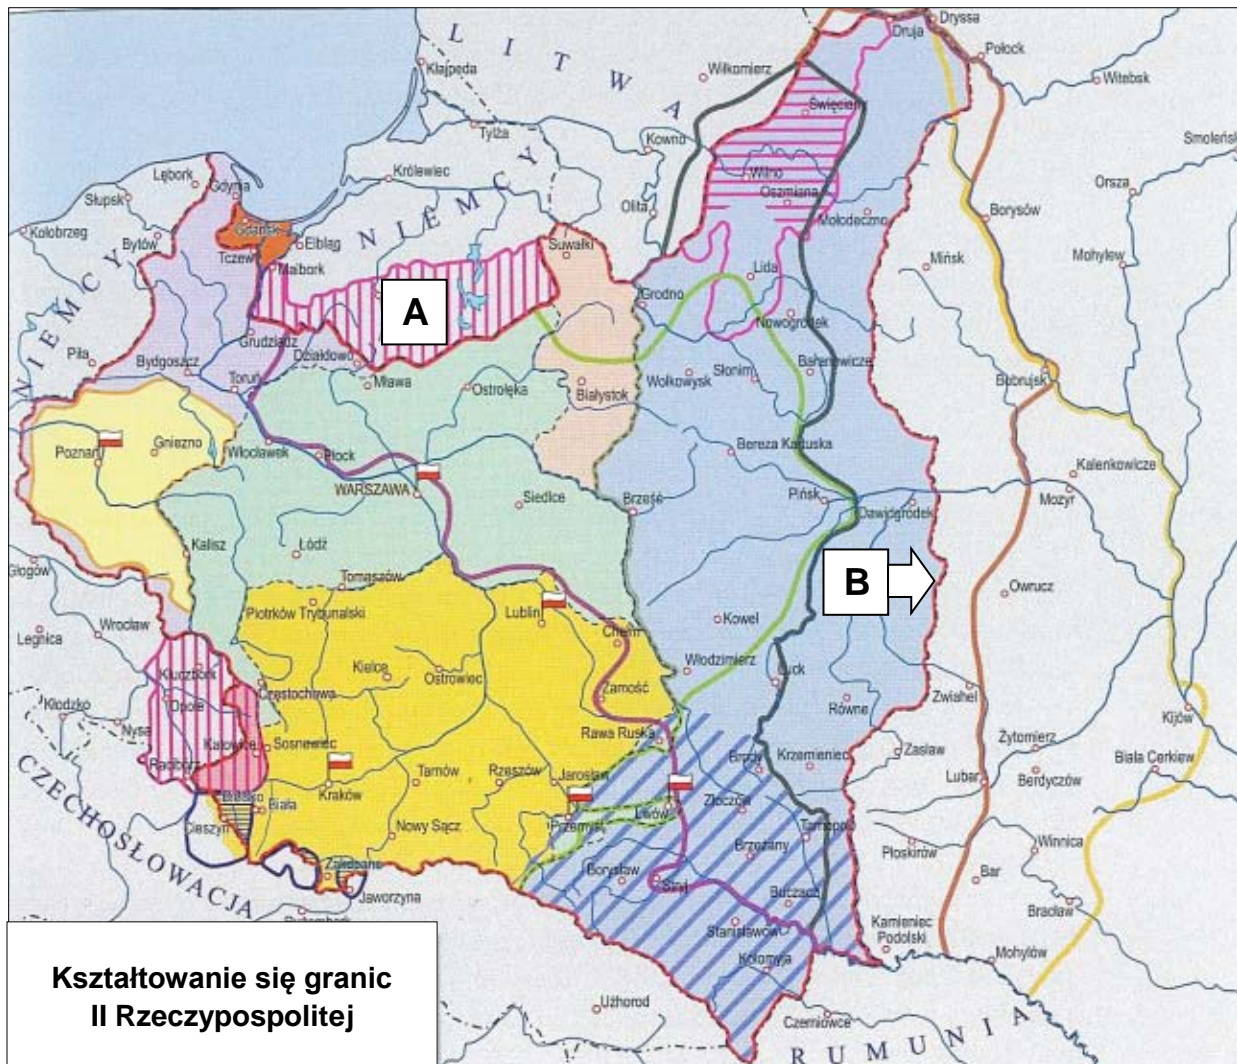 LITWA
NIEMCY
NIEMCY
CZECHOSŁOWACJA
RUMUNIA
Dryssa
Druja
Połock
Witebsk
Kłajpeda
Wiłkomierz
Święciany
Tylża
Kowno
Smoleńsk
Królewiec
Wilno
Oszmiana
Orsza
Lębork
Gdynia
Słupsk
Olita
Mołodeczno
Borysów
Kołobrzeg
Bytów
Gdańsk
Elbląg
Tczew
Malbork
Suwałki
Mińsk
Mohylew
Lida
Grodno
Nowogródek
A
Grudziądz
Działdowo
Piła
Bydgoszcz
Toruń
Mława
Ostrołęka
Białystok
Wołkowysk
Słonim
Baranowicze
Bobrujsk
Poznań
Gniezno
Włocławek
Płock
Bereza Kartuska
WARSZAWA
Siedlce
Brześć
Pińsk
Dawidgródek
Kalenkowicze
Mozyr
Kalisz
Łódź
Głogów
Tomaszów
B
Owrucz
Piotrków Trybunalski
Lublin
Chełm
Kowel
Legnica
Wrocław
Kluczbork
Opole
Częstochowa
Kielce
Ostrowiec
Zamość
Włodzimierz
Łuck
Równe
Zwiahel
Kijów
Kłodzko
Nysa
Katowice
Sosnowiec
Racibórz
Rawa Ruska
Brody
Krzemieniec
Zasław
Żytomierz
Biała Cerkiew
Berdyczów
Lubar
Kraków
Tarnów
Rzeszów
Jarosław
Przemyśl
Lwów
Złoczów
Tarnopol
Bielsko
Biała
Cieszyn
Nowy Sącz
Brzeżany
Płoskirów
Winnica
Bar
Zakopane
Jaworzyna
Borysław
Stryj
Buczacz
Bracław
Stanisławów
Kamieniec
Podolski
Mohylów
Kołomyja
Użhorod
Czerniowce
Kształtowanie się granic
II Rzeczypospolitej